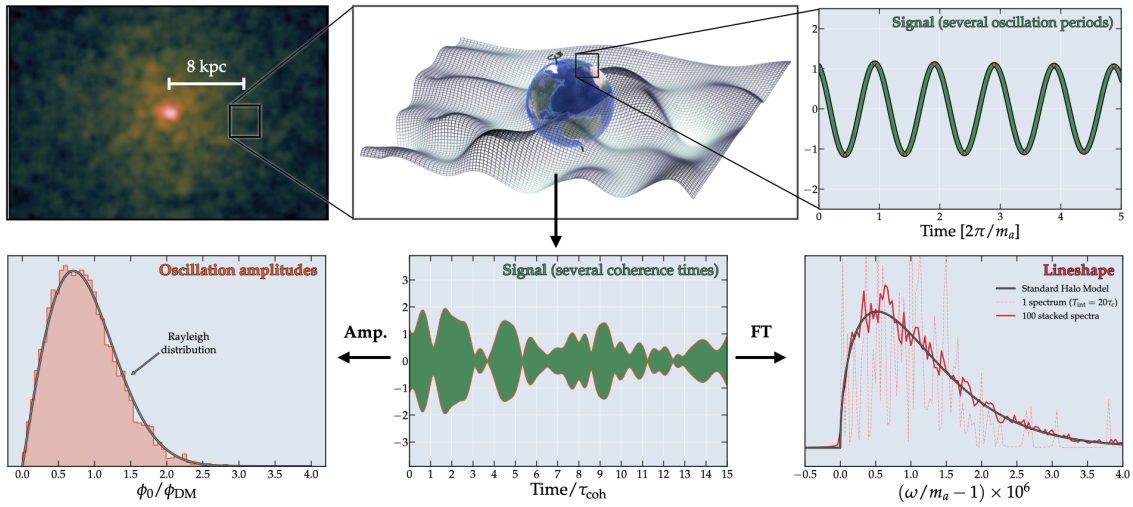 8 kpc
Signal (several oscillation periods)
2
1
0
−1
−2
0 1 2 3 4 5
Time [2π/m_a]
Oscillation amplitudes
Rayleigh
distribution
0.0 0.5 1.0 1.5 2.0 2.5 3.0 3.5 4.0
ϕ₀/ϕ_DM
Amp.
Signal (several coherence times)
3
2
1
0
−1
−2
−3
0 1 2 3 4 5 6 7 8 9 10 11 12 13 14 15
Time/τ_coh
FT
Lineshape
Standard Halo Model
1 spectrum (T_int = 20τ_c)
100 stacked spectra
−0.5 0.0 0.5 1.0 1.5 2.0 2.5 3.0 3.5 4.0
(ω/m_a − 1) × 10⁶